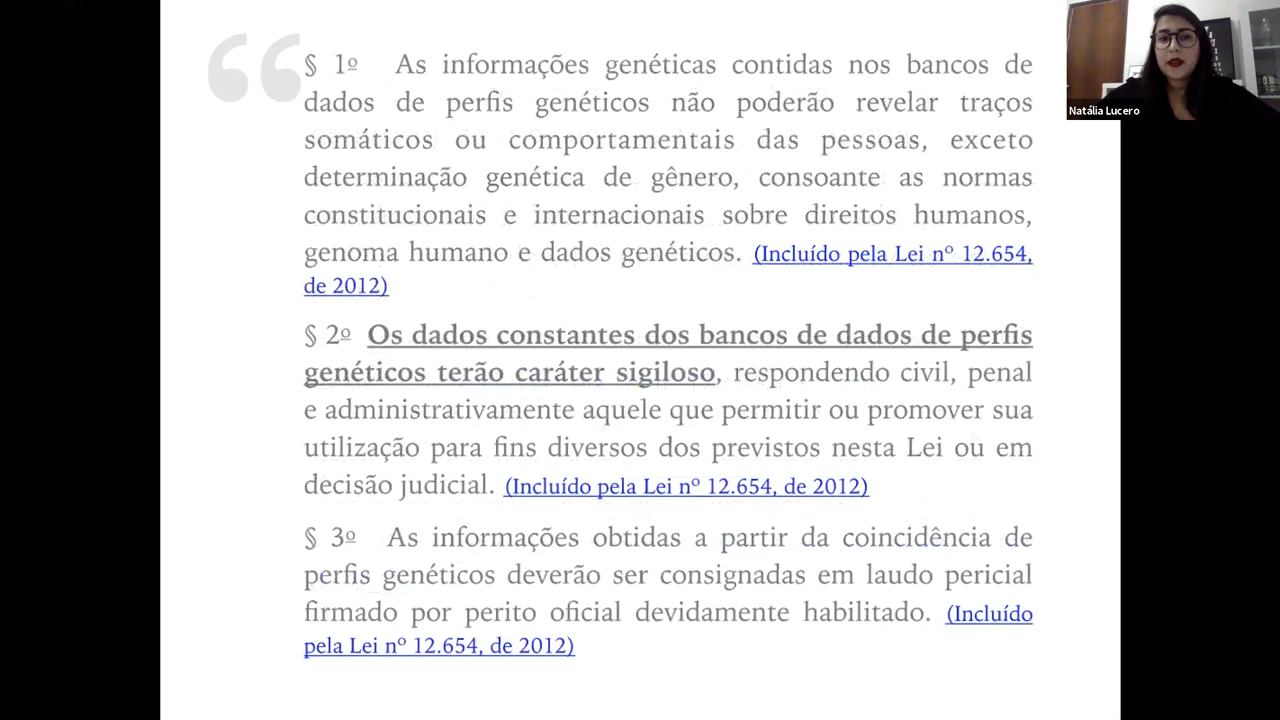 “
§ 1º As informações genéticas contidas nos bancos de
dados de perfis genéticos não poderão revelar traços
somáticos ou comportamentais das pessoas, exceto
determinação genética de gênero, consoante as normas
constitucionais e internacionais sobre direitos humanos,
genoma humano e dados genéticos. (Incluído pela Lei nº 12.654,
de 2012)
§ 2º Os dados constantes dos bancos de dados de perfis
genéticos terão caráter sigiloso, respondendo civil, penal
e administrativamente aquele que permitir ou promover sua
utilização para fins diversos dos previstos nesta Lei ou em
decisão judicial. (Incluído pela Lei nº 12.654, de 2012)
§ 3º As informações obtidas a partir da coincidência de
perfis genéticos deverão ser consignadas em laudo pericial
firmado por perito oficial devidamente habilitado. (Incluído
pela Lei nº 12.654, de 2012)
Natália Lucero